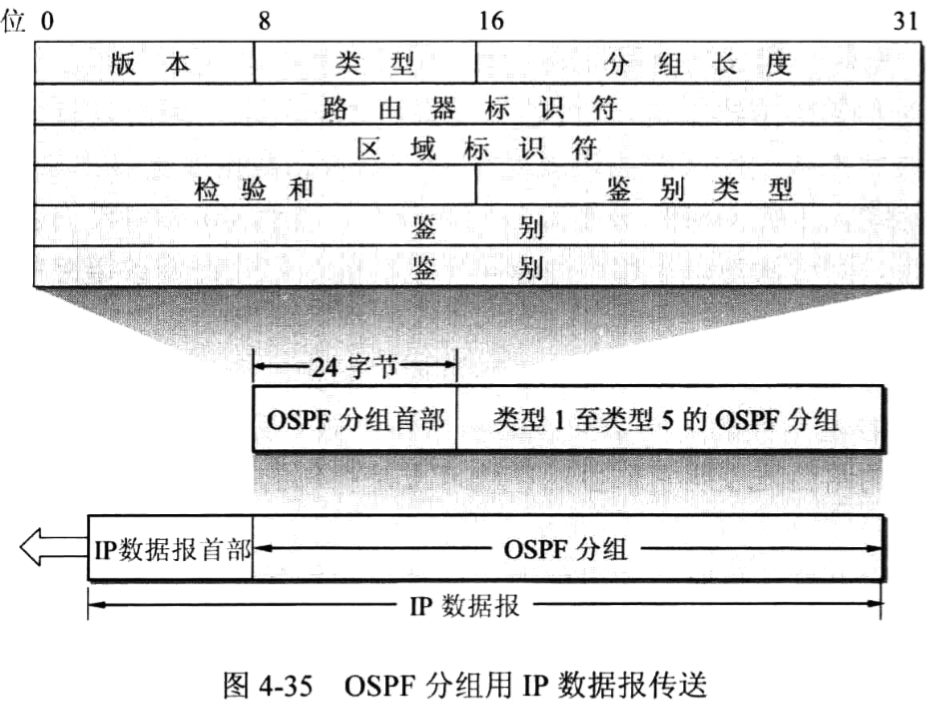 位 0 8 16 31
版 本 类 型 分 组 长 度
路 由 器 标 识 符
区 域 标 识 符
检 验 和 鉴 别 类 型
鉴 别
鉴 别
24 字节
OSPF 分组首部 类型 1 至类型 5 的 OSPF 分组
IP数据报首部 OSPF 分组
IP 数据报
图 4-35 OSPF 分组用 IP 数据报传送